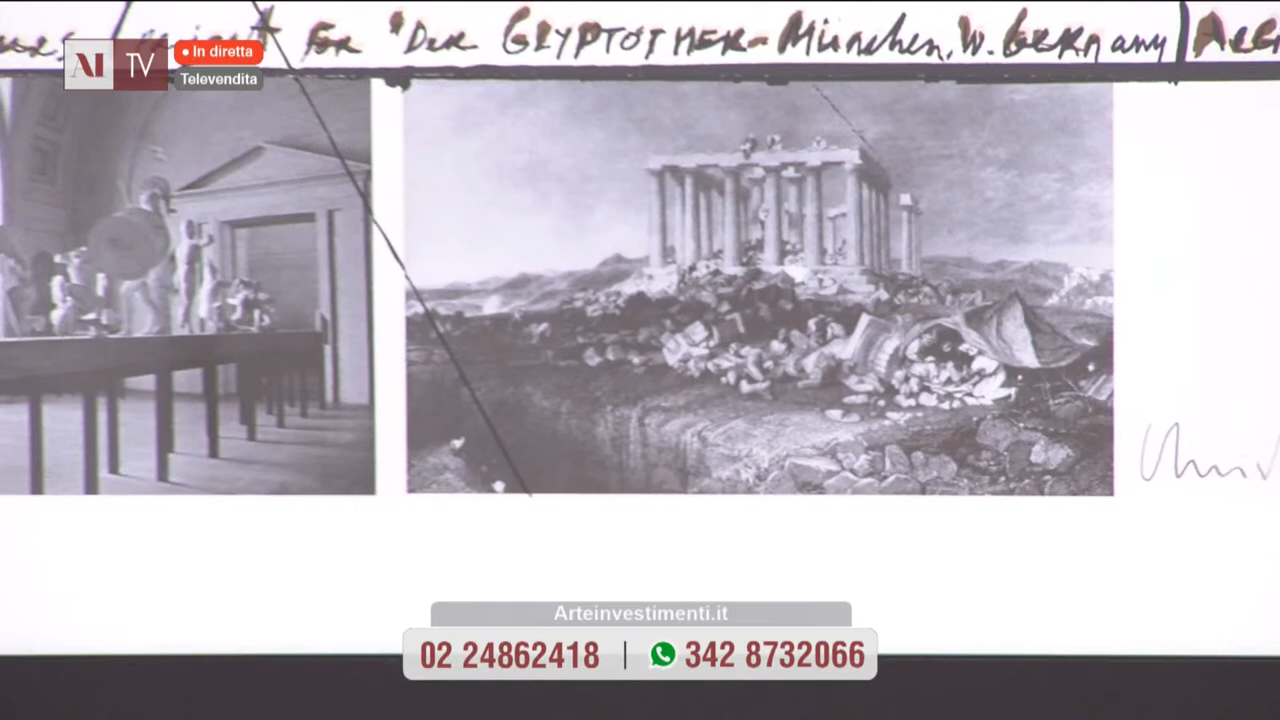 FOR "DER GLYPTOTHEK - München, W. GERMANY
AI TV
In diretta
Televendita
Arteinvestimenti.it
02 24862418 | 342 8732066